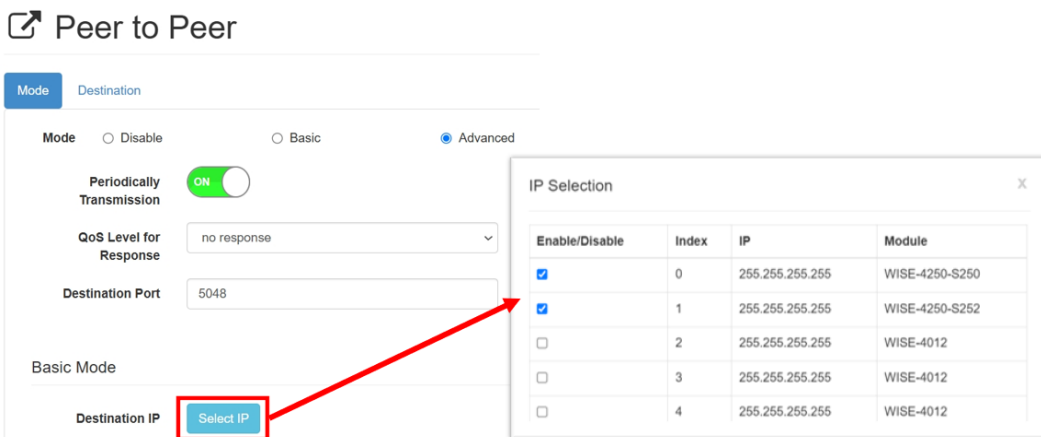 Peer to Peer
Mode Destination
Mode Disable Basic Advanced
Periodically
Transmission
ON
QoS Level for
Response
no response
Destination Port
5048
Basic Mode
Destination IP
Select IP
IP Selection
X
Enable/Disable Index IP Module
0 255.255.255.255 WISE-4250-S250
1 255.255.255.255 WISE-4250-S252
2 255.255.255.255 WISE-4012
3 255.255.255.255 WISE-4012
4 255.255.255.255 WISE-4012